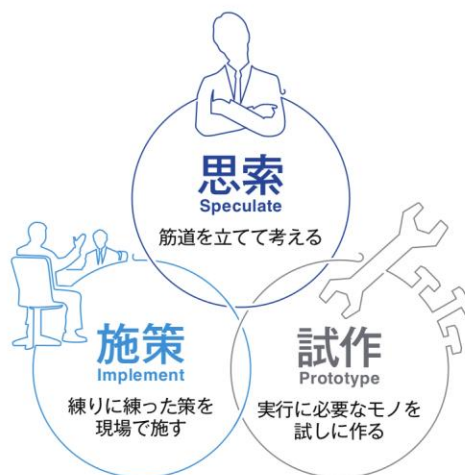 思索
Speculate
筋道を立てて考える
施策
Implement
練りに練った策を
現場で施す
試作
Prototype
実行に必要なモノを
試しに作る